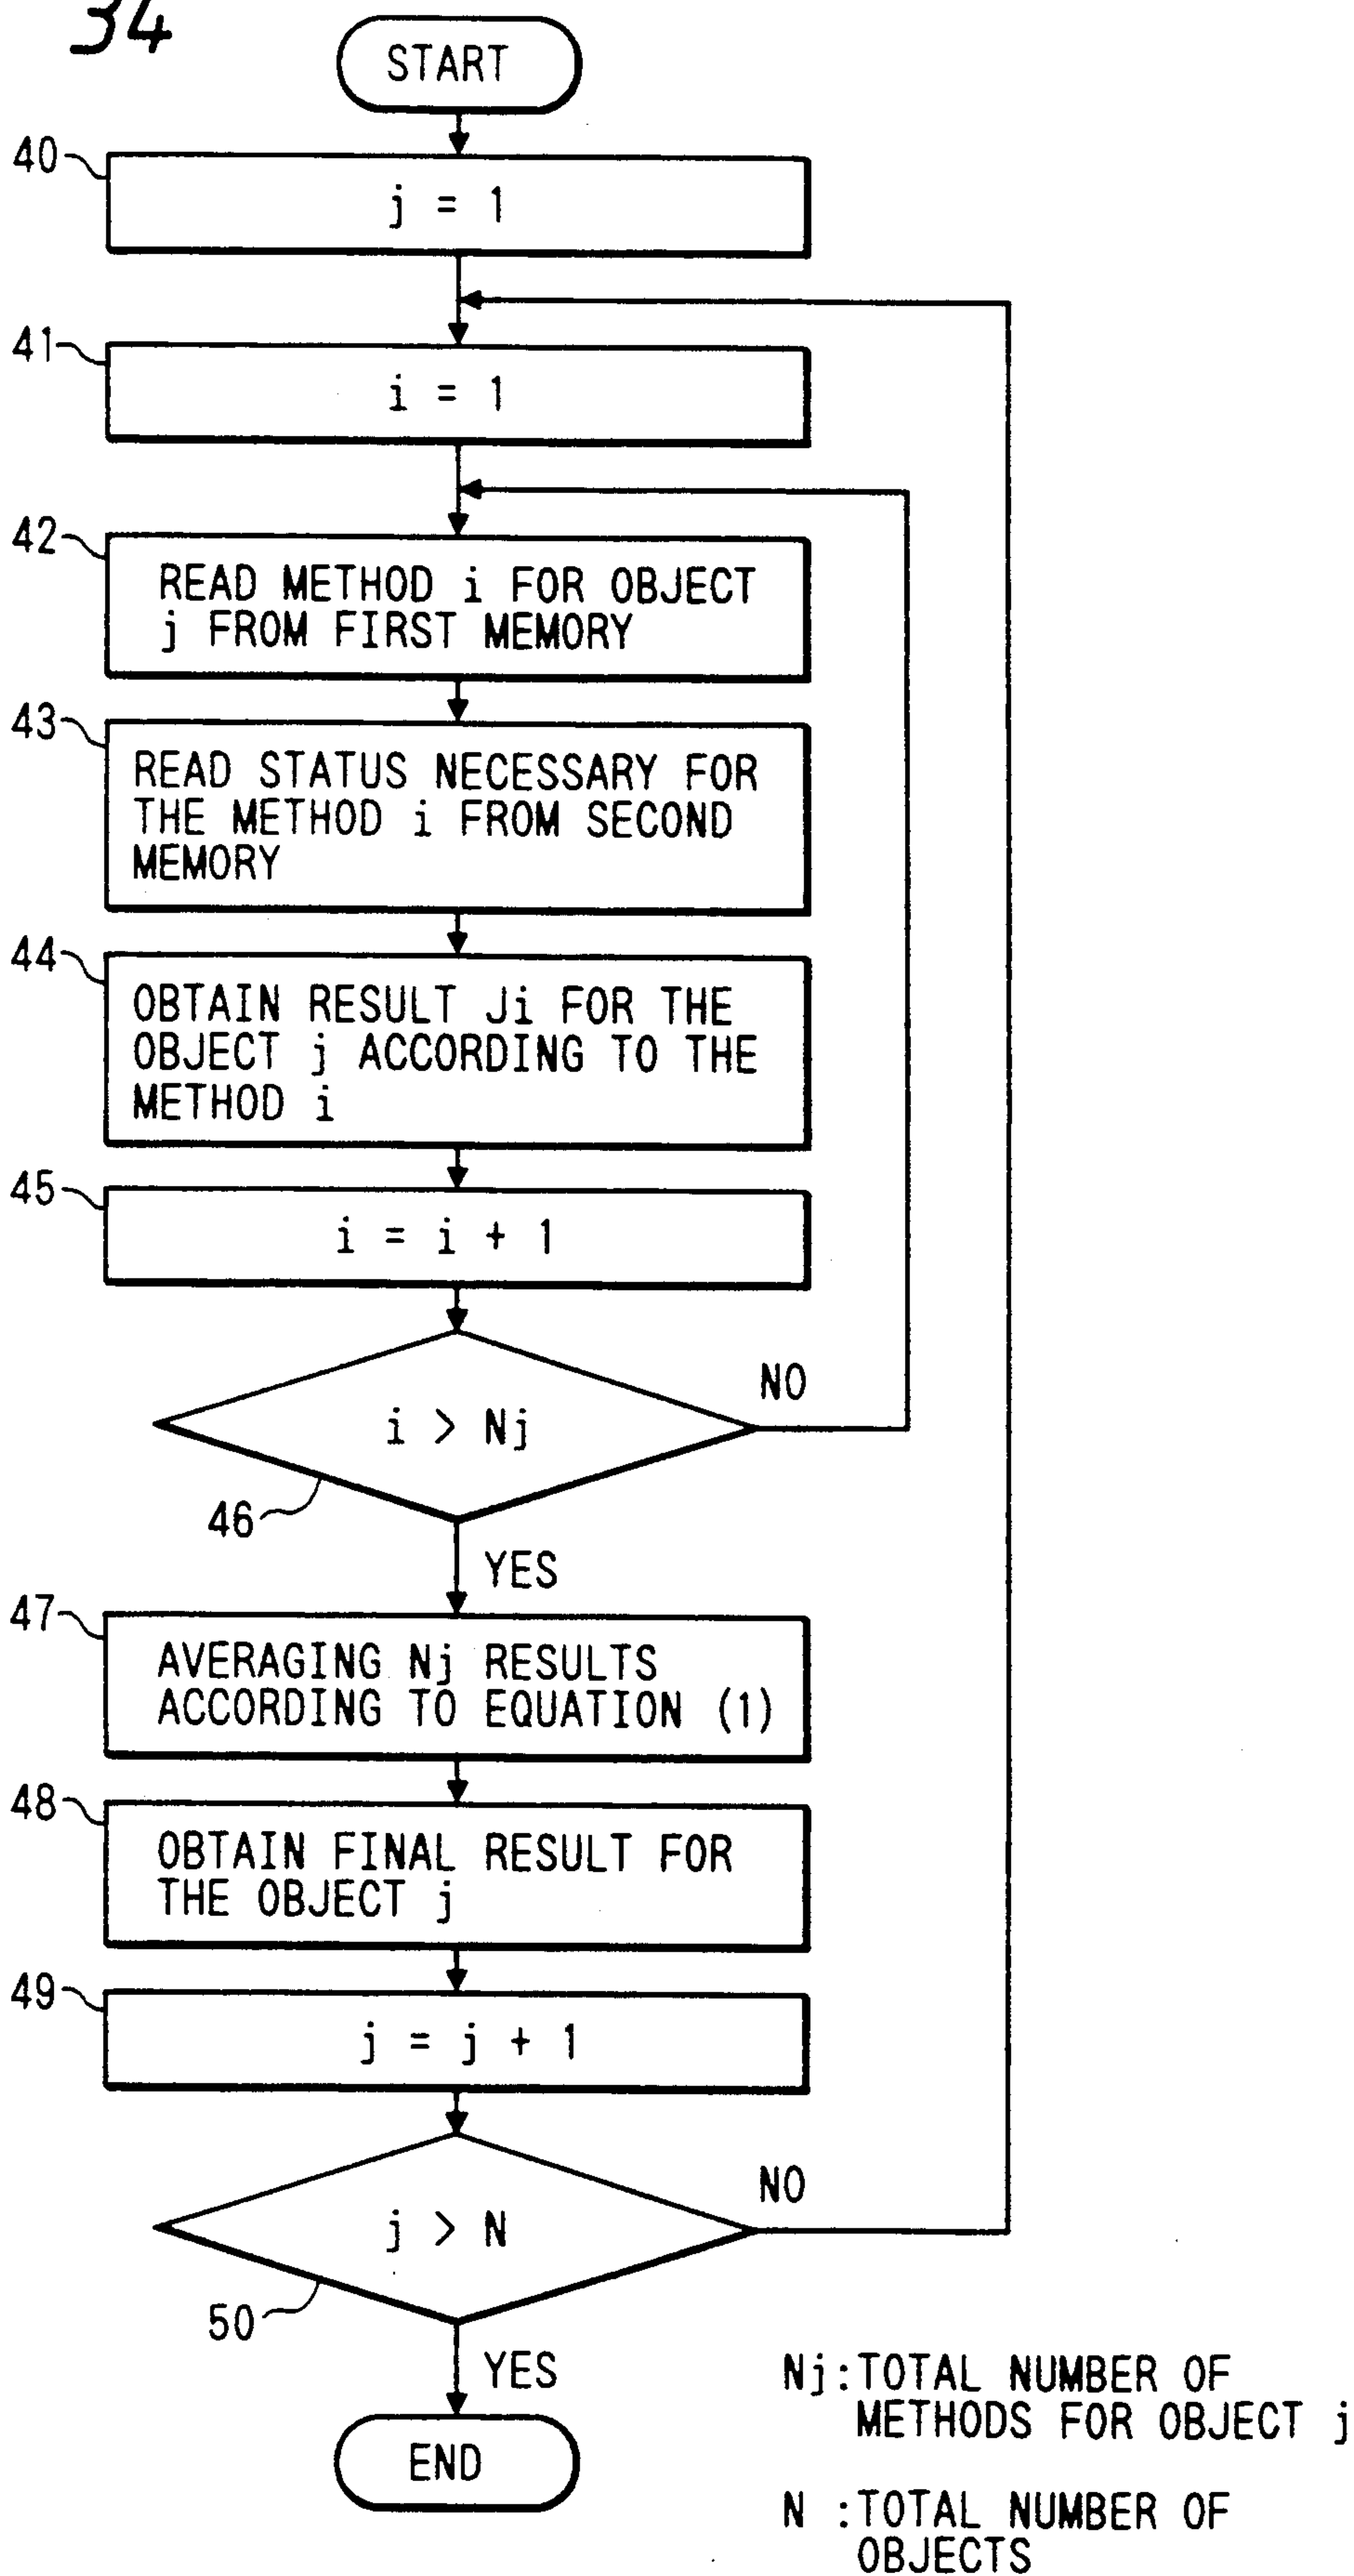 34
START
40
j = 1
41
i = 1
42
READ METHOD i FOR OBJECT
j FROM FIRST MEMORY
43
READ STATUS NECESSARY FOR
THE METHOD i FROM SECOND
MEMORY
44
OBTAIN RESULT Ji FOR THE
OBJECT j ACCORDING TO THE
METHOD i
45
i = i + 1
NO
i > Nj
46
YES
47
AVERAGING Nj RESULTS
ACCORDING TO EQUATION (1)
48
OBTAIN FINAL RESULT FOR
THE OBJECT j
49
j = j + 1
NO
j > N
50
YES
END
Nj:TOTAL NUMBER OF
METHODS FOR OBJECT j
N :TOTAL NUMBER OF
OBJECTS